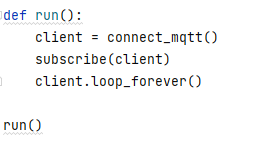 def run():
    client = connect_mqtt()
    subscribe(client)
    client.loop_forever()

run()